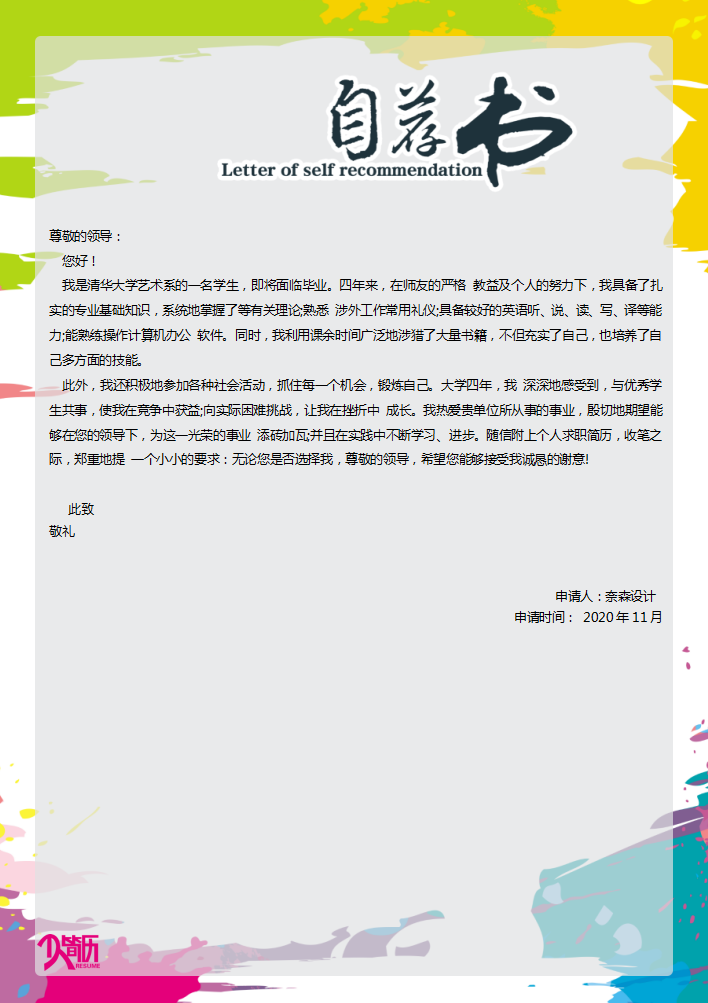 自荐书
Letter of self recommendation
尊敬的领导：
您好！
我是清华大学艺术系的一名学生，即将面临毕业。四年来，在师友的严格 教益及个人的努力下，我具备了扎
实的专业基础知识，系统地掌握了等有关理论;熟悉 涉外工作常用礼仪;具备较好的英语听、说、读、写、译等能
力;能熟练操作计算机办公 软件。同时，我利用课余时间广泛地涉猎了大量书籍，不但充实了自己，也培养了自
己多方面的技能。
此外，我还积极地参加各种社会活动，抓住每一个机会，锻炼自己。大学四年，我 深深地感受到，与优秀学
生共事，使我在竞争中获益;向实际困难挑战，让我在挫折中 成长。我热爱贵单位所从事的事业，殷切地期望能
够在您的领导下，为这一光荣的事业 添砖加瓦;并且在实践中不断学习、进步。随信附上个人求职简历，收笔之
际，郑重地提 一个小小的要求：无论您是否选择我，尊敬的领导，希望您能够接受我诚恳的谢意!
此致
敬礼
申请人：奈森设计
申请时间： 2020 年 11 月
个人简历
RESUME